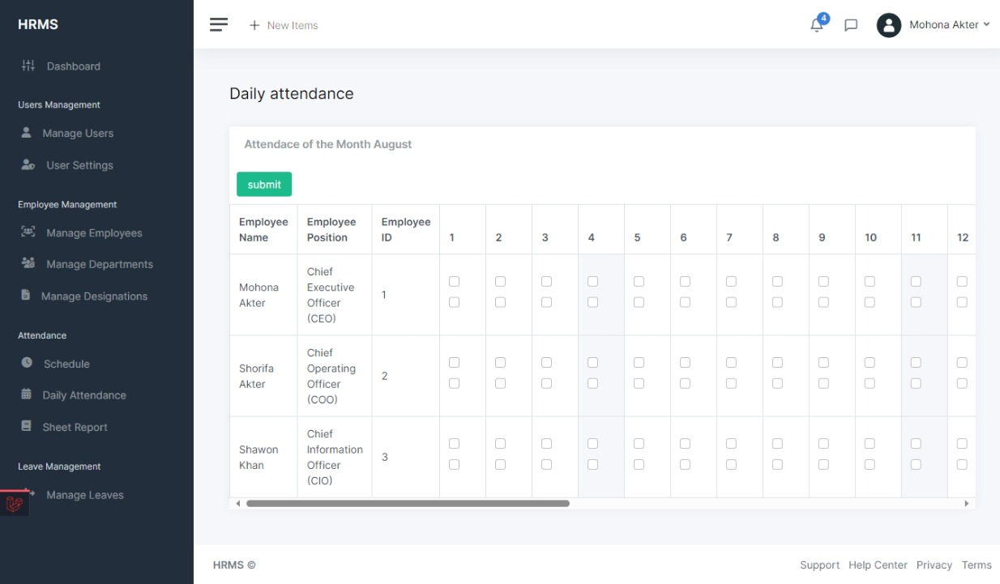 HRMS
+ New Items
4
Mohona Akter
Dashboard
Users Management
Manage Users
User Settings
Employee Management
Manage Employees
Manage Departments
Manage Designations
Attendance
Schedule
Daily Attendance
Sheet Report
Leave Management
Manage Leaves
Daily attendance
Attendace of the Month August
submit
Employee Name Employee Position Employee ID 1 2 3 4 5 6 7 8 9 10 11 12
Mohona Akter Chief Executive Officer (CEO) 1
Shorifa Akter Chief Operating Officer (COO) 2
Shawon Khan Chief Information Officer (CIO) 3
HRMS ©
Support Help Center Privacy Terms